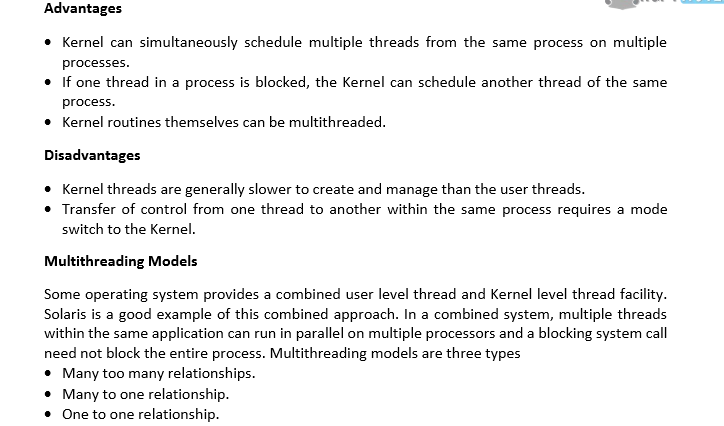 Advantages
• Kernel can simultaneously schedule multiple threads from the same process on multiple
processes.
• If one thread in a process is blocked, the Kernel can schedule another thread of the same
process.
• Kernel routines themselves can be multithreaded.
Disadvantages
• Kernel threads are generally slower to create and manage than the user threads.
• Transfer of control from one thread to another within the same process requires a mode
switch to the Kernel.
Multithreading Models
Some operating system provides a combined user level thread and Kernel level thread facility.
Solaris is a good example of this combined approach. In a combined system, multiple threads
within the same application can run in parallel on multiple processors and a blocking system call
need not block the entire process. Multithreading models are three types
• Many too many relationships.
• Many to one relationship.
• One to one relationship.